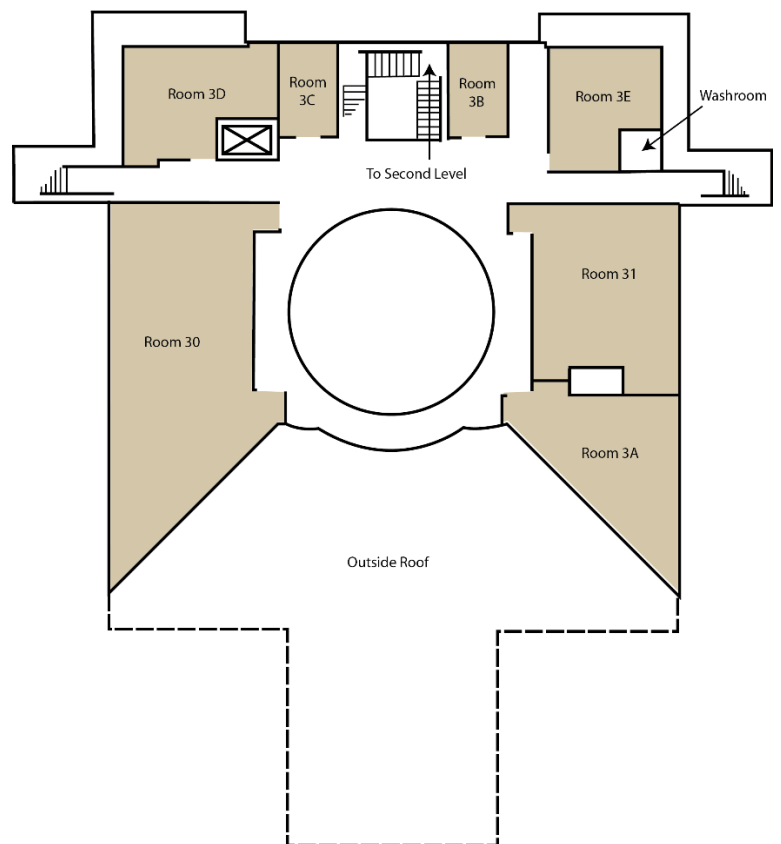 Room 3D
Room
3C
Room
3B
Room 3E
Washroom
To Second Level
Room 30
Room 31
Room 3A
Outside Roof